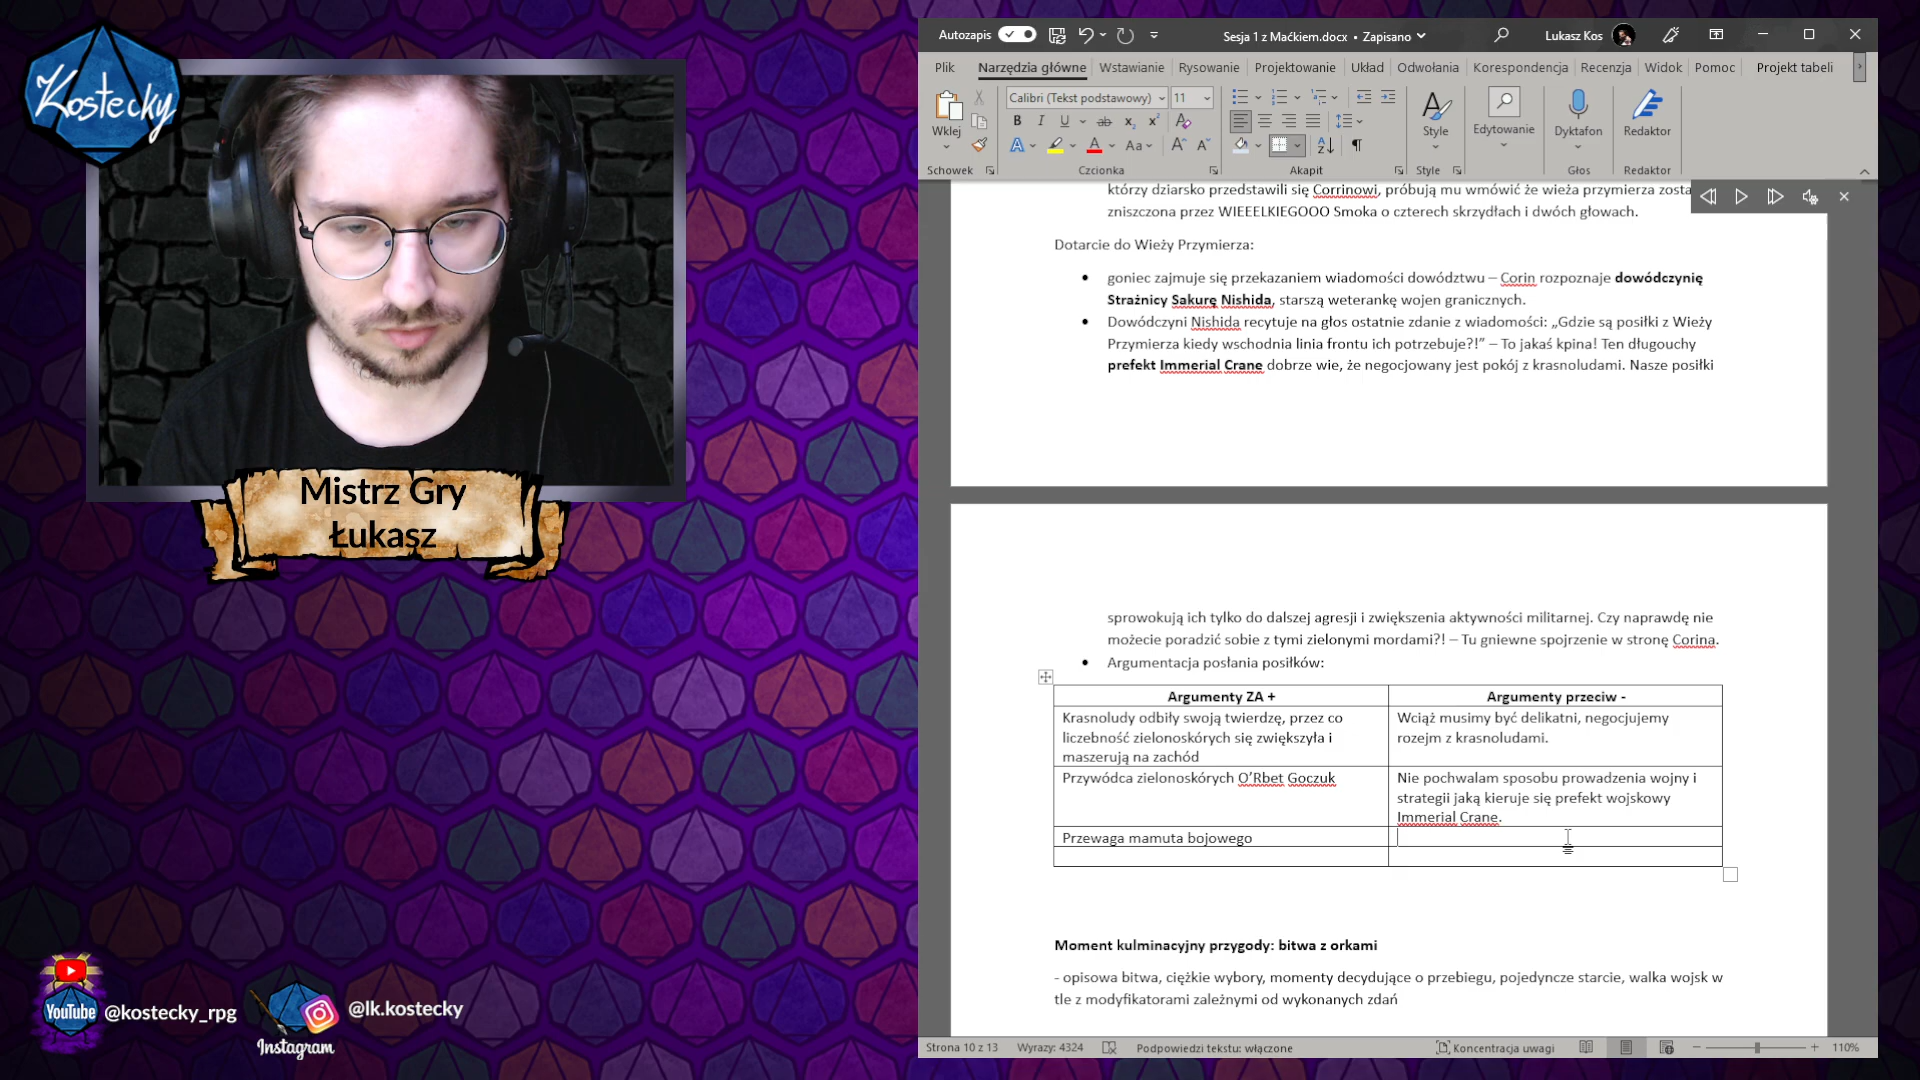 Kostecky
Mistrz Gry
Łukasz
YouTube
@kostecky_rpg
@lk.kostecky
Instagram
Autozapis
Sesja 1 z Maćkiem.docx • Zapisano
Lukasz Kos
Plik
Narzędzia główne
Wstawianie
Rysowanie
Projektowanie
Układ
Odwołania
Korespondencja
Recenzja
Widok
Pomoc
Projekt tabeli
Wklej
Calibri (Tekst podstawowy)
11
Style
Edytowanie
Dyktafon
Redaktor
Schowek
Czcionka
Akapit
Style
Głos
Redaktor
którzy dziarsko przedstawili się Corrinowi, próbują mu wmówić że wieża przymierza zosta
zniszczona przez WIEEELKIEGOOO Smoka o czterech skrzydłach i dwóch głowach.
Dotarcie do Wieży Przymierza:
• goniec zajmuje się przekazaniem wiadomości dowództwu – Corin rozpoznaje dowódczynię
Strażnicy Sakurę Nishida, starszą weterankę wojen granicznych.
• Dowódczyni Nishida recytuje na głos ostatnie zdanie z wiadomości: „Gdzie są posiłki z Wieży
Przymierza kiedy wschodnia linia frontu ich potrzebuje?!” – To jakaś kpina! Ten długouchy
prefekt Immerial Crane dobrze wie, że negocjowany jest pokój z krasnoludami. Nasze posiłki
sprowokują ich tylko do dalszej agresji i zwiększenia aktywności militarnej. Czy naprawdę nie
możecie poradzić sobie z tymi zielonymi mordami?! – Tu gniewne spojrzenie w stronę Corina.
• Argumentacja posłania posiłków:
Argumenty ZA +
Argumenty przeciw -
Krasnoludy odbiły swoją twierdzę, przez co
liczebność zielonoskórych się zwiększyła i
maszerują na zachód
Wciąż musimy być delikatni, negocjujemy
rozejm z krasnoludami.
Przywódca zielonoskórych O’Rbet Goczuk
Nie pochwalam sposobu prowadzenia wojny i
strategii jaką kieruje się prefekt wojskowy
Immerial Crane.
Przewaga mamuta bojowego
Moment kulminacyjny przygody: bitwa z orkami
- opisowa bitwa, ciężkie wybory, momenty decydujące o przebiegu, pojedyncze starcie, walka wojsk w
tle z modyfikatorami zależnymi od wykonanych zdań
Strona 10 z 13
Wyrazy: 4324
Podpowiedzi tekstu: włączone
Koncentracja uwagi
110%